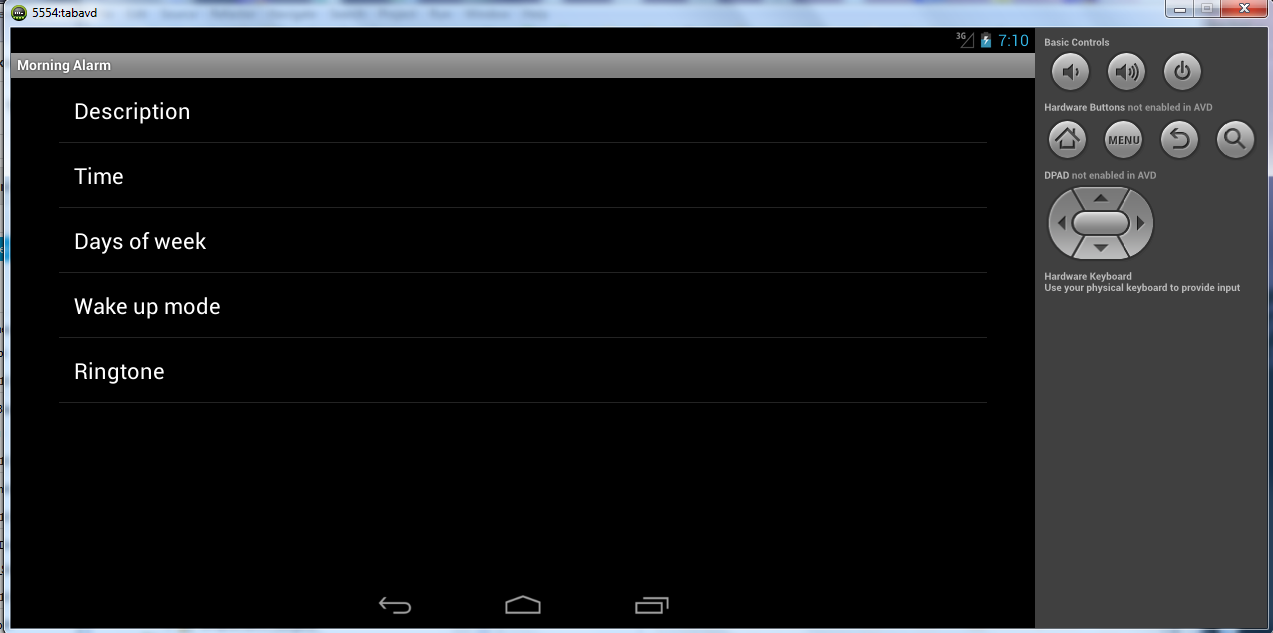 5554:tabavd
3G 7:10
Morning Alarm
Description
Time
Days of week
Wake up mode
Ringtone
Basic Controls
Hardware Buttons not enabled in AVD
MENU
DPAD not enabled in AVD
Hardware Keyboard
Use your physical keyboard to provide input